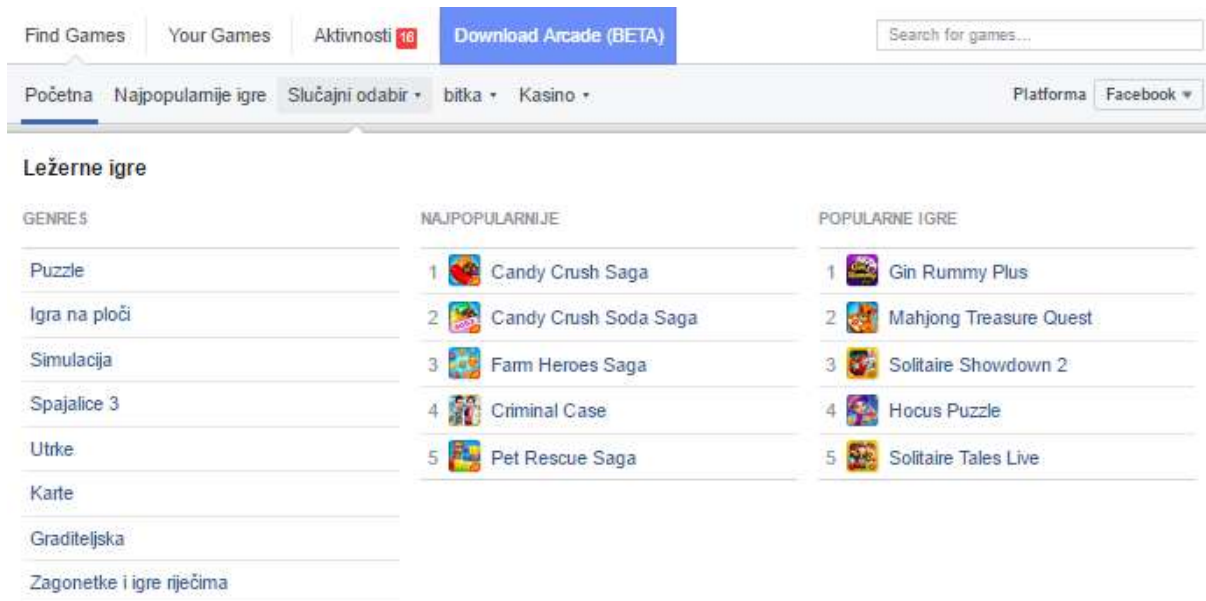 Find Games Your Games Aktivnosti 16 Download Arcade (BETA) Search for games...
Početna Najpopularnije igre Slučajni odabir bitka Kasino Platforma Facebook
Ležerne igre
GENRES
Puzzle
Igra na ploči
Simulacija
Spajalice 3
Utrke
Karte
Graditeljska
Zagonetke i igre riječima
NAJPOPULARNIJE
1 Candy Crush Saga
2 Candy Crush Soda Saga
3 Farm Heroes Saga
4 Criminal Case
5 Pet Rescue Saga
POPULARNE IGRE
1 Gin Rummy Plus
2 Mahjong Treasure Quest
3 Solitaire Showdown 2
4 Hocus Puzzle
5 Solitaire Tales Live